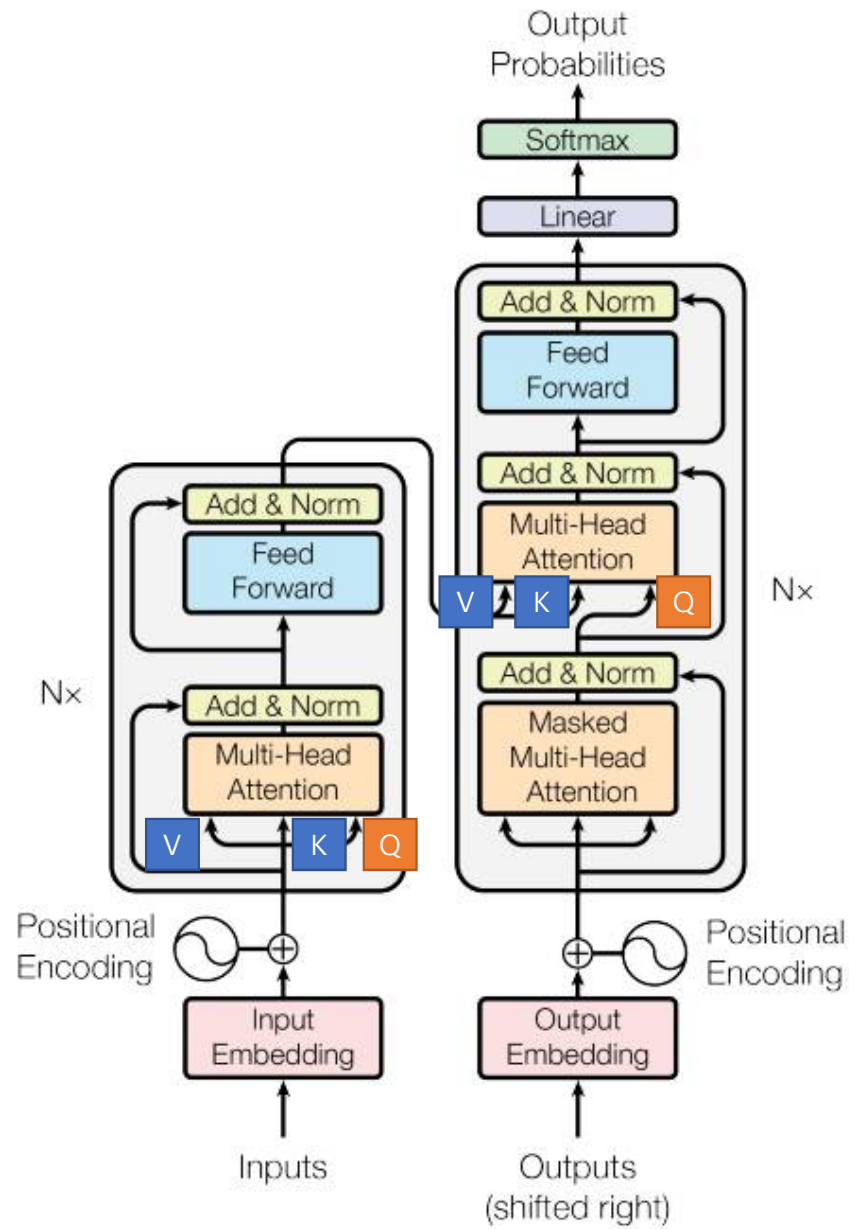 Output
Probabilities
Softmax
Linear
Add & Norm
Feed
Forward
Add & Norm
Multi-Head
Attention
V K Q
N×
Add & Norm
Masked
Multi-Head
Attention
Add & Norm
Feed
Forward
N×
Add & Norm
Multi-Head
Attention
V K Q
Positional
Encoding
Positional
Encoding
Input
Embedding
Output
Embedding
Inputs
Outputs
(shifted right)